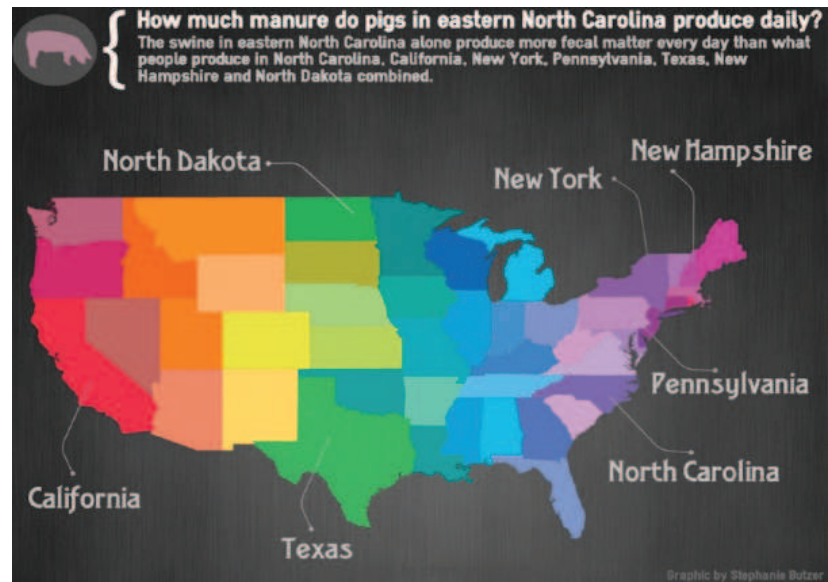 How much manure do pigs in eastern North Carolina produce daily?
The swine in eastern North Carolina alone produce more fecal matter every day than what
people produce in North Carolina, California, New York, Pennsylvania, Texas, New
Hampshire and North Dakota combined.
North Dakota
New Hampshire
New York
Pennsylvania
North Carolina
California
Texas
Graphic by Stephanie Butzer